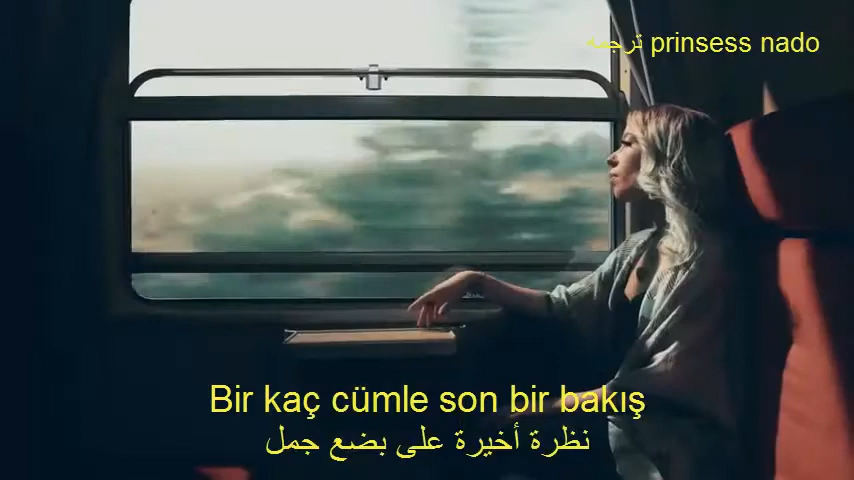 ترجمه prinsess nado
Bir kaç cümle son bir bakış
نظرة أخيرة على بضع جمل